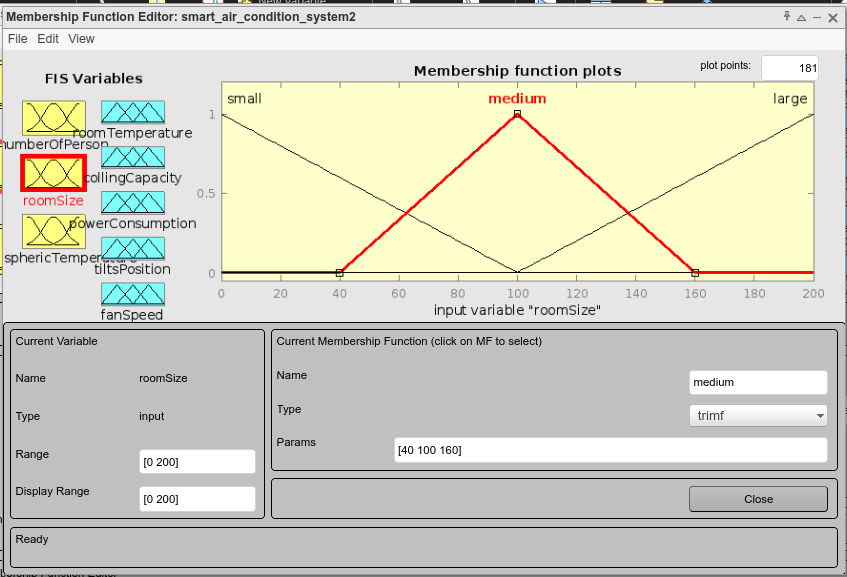 Membership Function Editor: smart_air_condition_system2
File Edit View
FIS Variables
numberOfPerson
roomSize
roomTemperature
collingCapacity
powerConsumption
tiltsPosition
fanSpeed
Membership function plots
plot points: 181
small medium large
1
0.5
0
0 20 40 60 80 100 120 140 160 180 200
input variable "roomSize"
Current Variable
Name roomSize
Type input
Range [0 200]
Display Range [0 200]
Current Membership Function (click on MF to select)
Name medium
Type trimf
Params [40 100 160]
Close
Ready